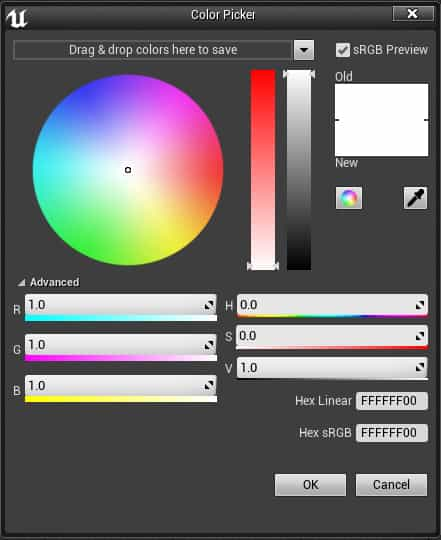 Color Picker
Drag & drop colors here to save
sRGB Preview
Old
New
Advanced
R 1.0
H 0.0
G 1.0
S 0.0
B 1.0
V 1.0
Hex Linear FFFFFF00
Hex sRGB FFFFFF00
OK Cancel